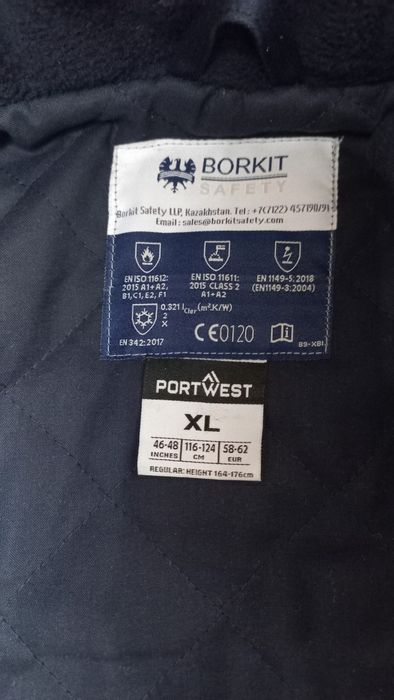 BORKIT
SAFETY
Borkit Safety LLP, Kazakhstan. Tel: +7(7122) 457190/91
Email: sales@borkitsafety.com
EN ISO 11612: 2015 A1+A2, B1,C1, E2, F1
EN ISO 11611: 2015 CLASS 2 A1+A2
EN 1149-5:2018 (EN1149-3:2004)
0.321 Icler (m².K/W)
2
X
EN 342:2017
CE0120
i
PORTWEST
XL
46-48 INCHES
116-124 CM
58-62 EUR
REGULAR: HEIGHT 164-176cm